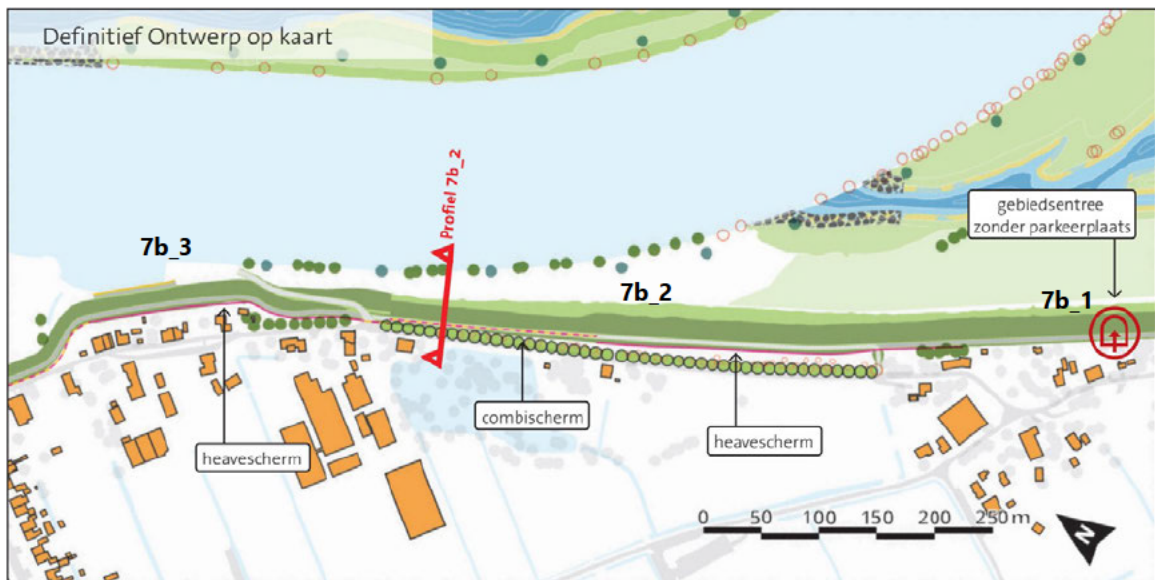 Definitief Ontwerp op kaart
Profiel 7b_2
gebiedsentree
zonder parkeerplaats
7b_3
7b_2
7b_1
combischerm
heavescherm
heavescherm
0 50 100 150 200 250 m
N